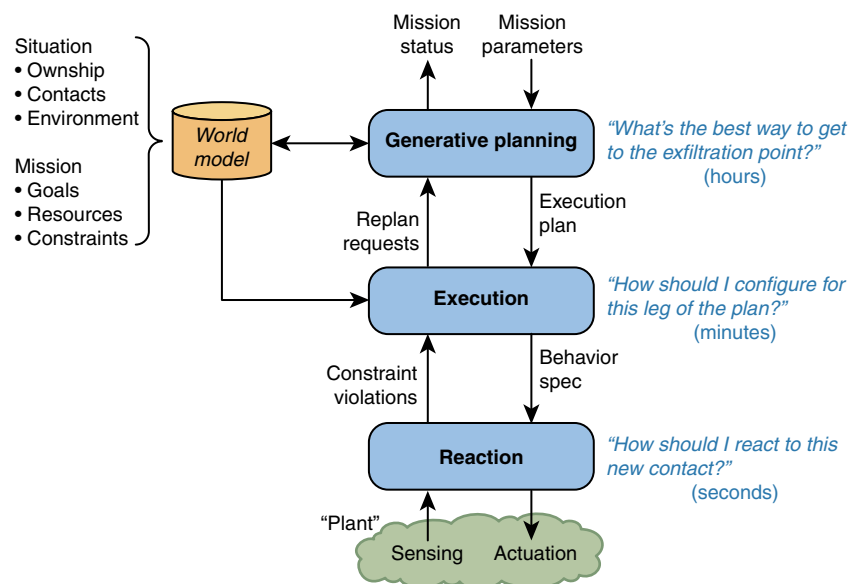 Situation
• Ownship
• Contacts
• Environment
Mission
• Goals
• Resources
• Constraints
World
model
Mission
status
Mission
parameters
Generative planning
“What’s the best way to get
to the exfiltration point?”
(hours)
Replan
requests
Execution
plan
Execution
“How should I configure for
this leg of the plan?”
(minutes)
Constraint
violations
Behavior
spec
Reaction
“How should I react to this
new contact?”
(seconds)
“Plant”
Sensing
Actuation